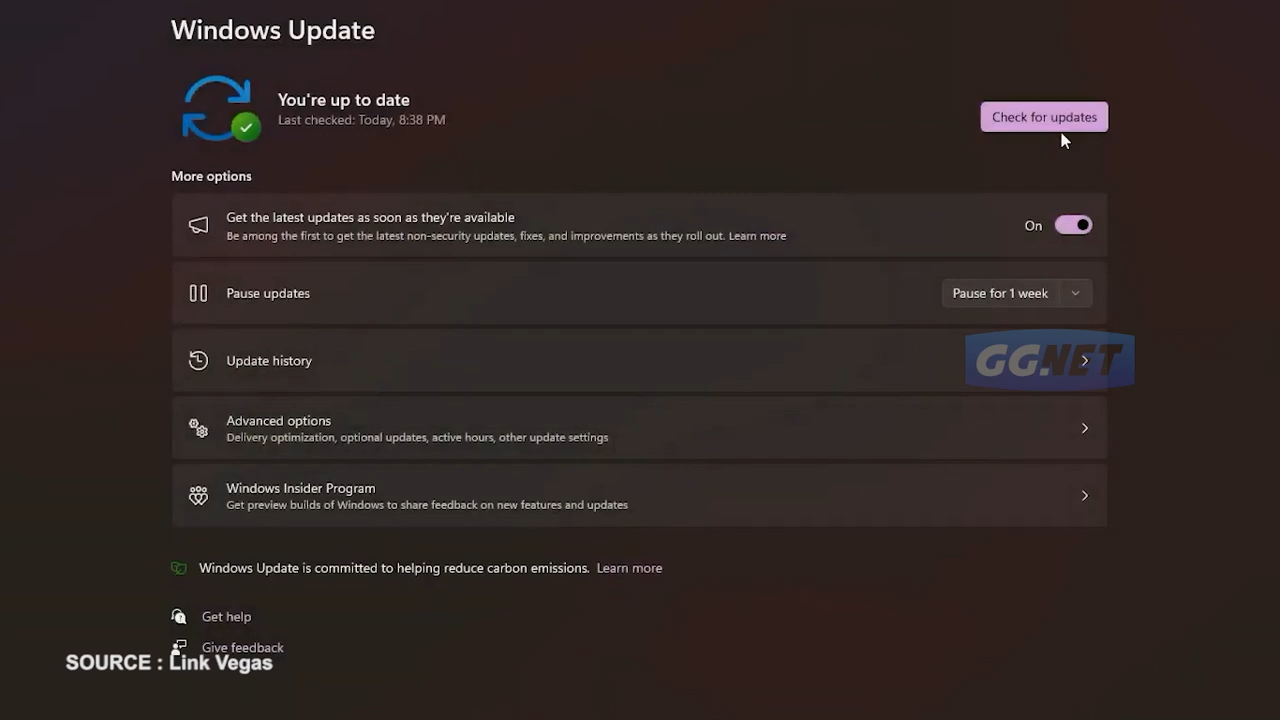 Windows Update
You're up to date
Last checked: Today, 8:38 PM
Check for updates
More options
Get the latest updates as soon as they're available
Be among the first to get the latest non-security updates, fixes, and improvements as they roll out. Learn more
On
Pause updates
Pause for 1 week
Update history
GG.NET
Advanced options
Delivery optimization, optional updates, active hours, other update settings
Windows Insider Program
Get preview builds of Windows to share feedback on new features and updates
Windows Update is committed to helping reduce carbon emissions. Learn more
Get help
Give feedback
SOURCE : Link Vegas